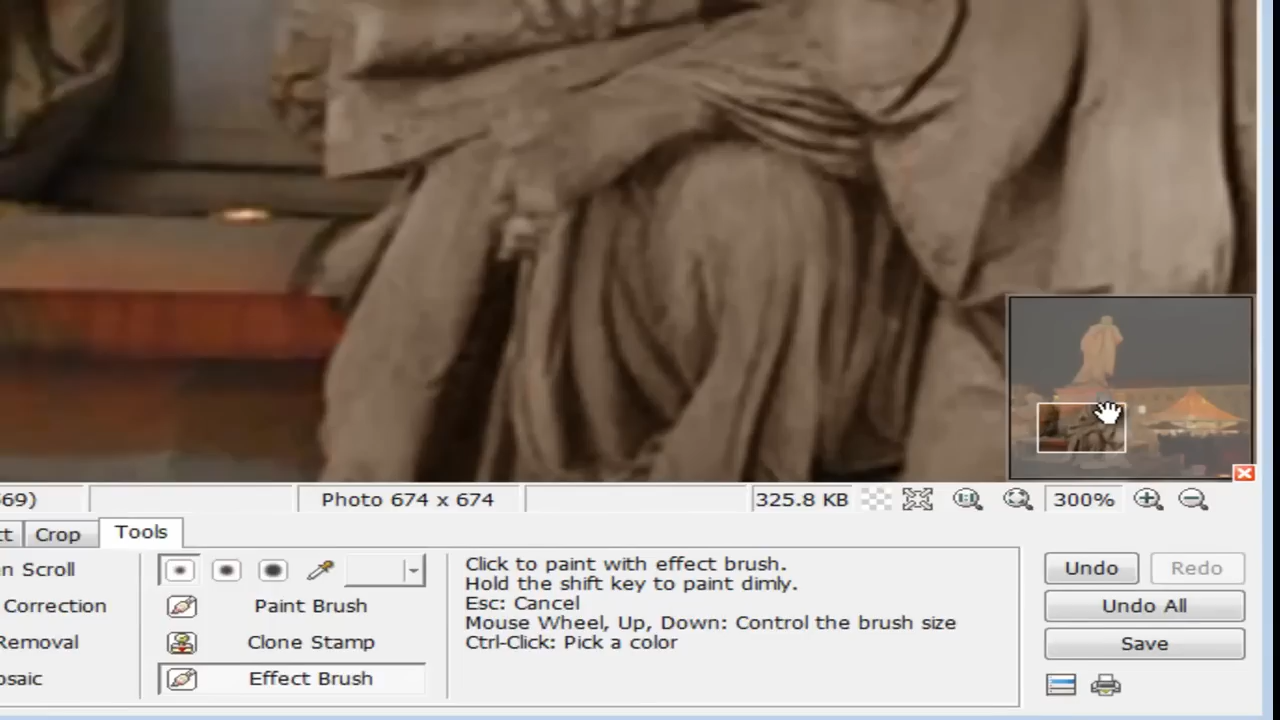 69)
Photo 674 x 674
325.8 KB
300%
Crop
Tools
Scroll
Correction
Removal
Paint Brush
Clone Stamp
Effect Brush
Click to paint with effect brush.
Hold the shift key to paint dimly.
Esc: Cancel
Mouse Wheel, Up, Down: Control the brush size
Ctrl-Click: Pick a color
Undo
Redo
Undo All
Save